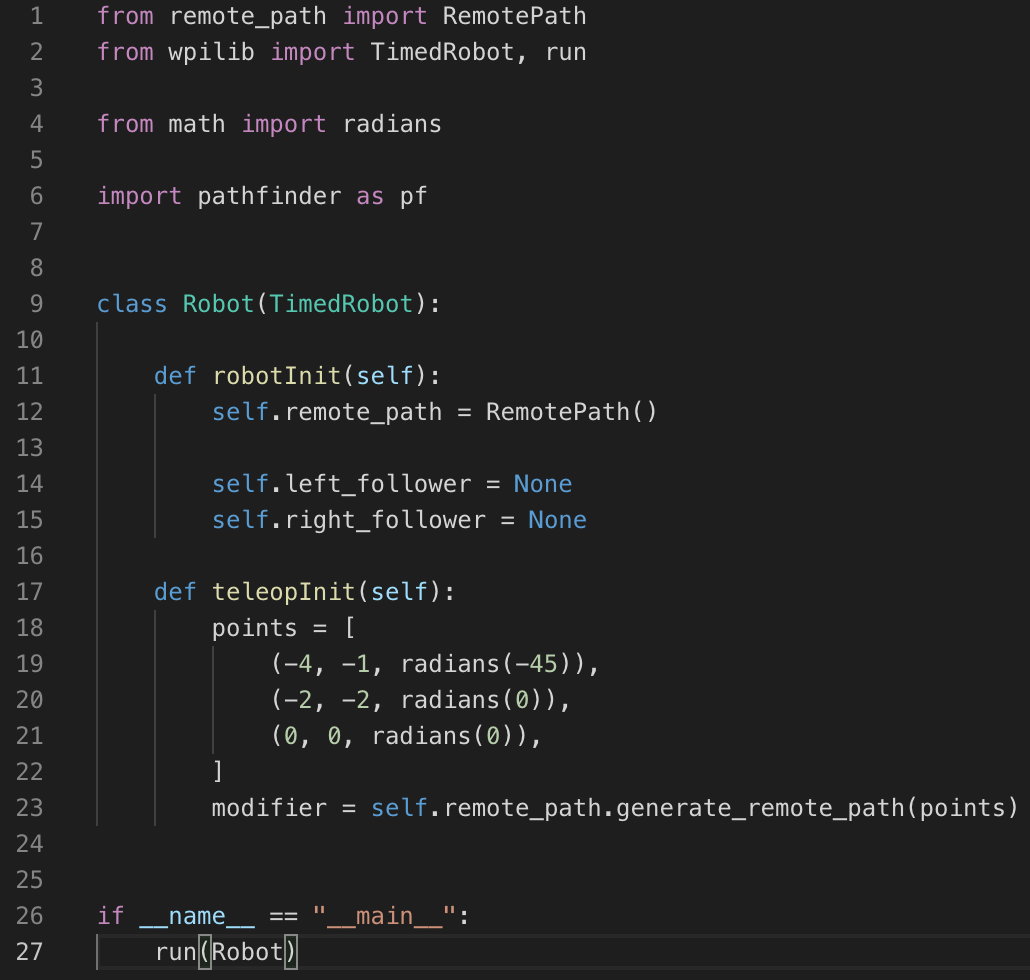 1 from remote_path import RemotePath
2 from wpilib import TimedRobot, run
3
4 from math import radians
5
6 import pathfinder as pf
7
8
9 class Robot(TimedRobot):
10
11     def robotInit(self):
12         self.remote_path = RemotePath()
13
14         self.left_follower = None
15         self.right_follower = None
16
17     def teleopInit(self):
18         points = [
19             (-4, -1, radians(-45)),
20             (-2, -2, radians(0)),
21             (0, 0, radians(0)),
22         ]
23         modifier = self.remote_path.generate_remote_path(points)
24
25
26 if __name__ == "__main__":
27     run(Robot)